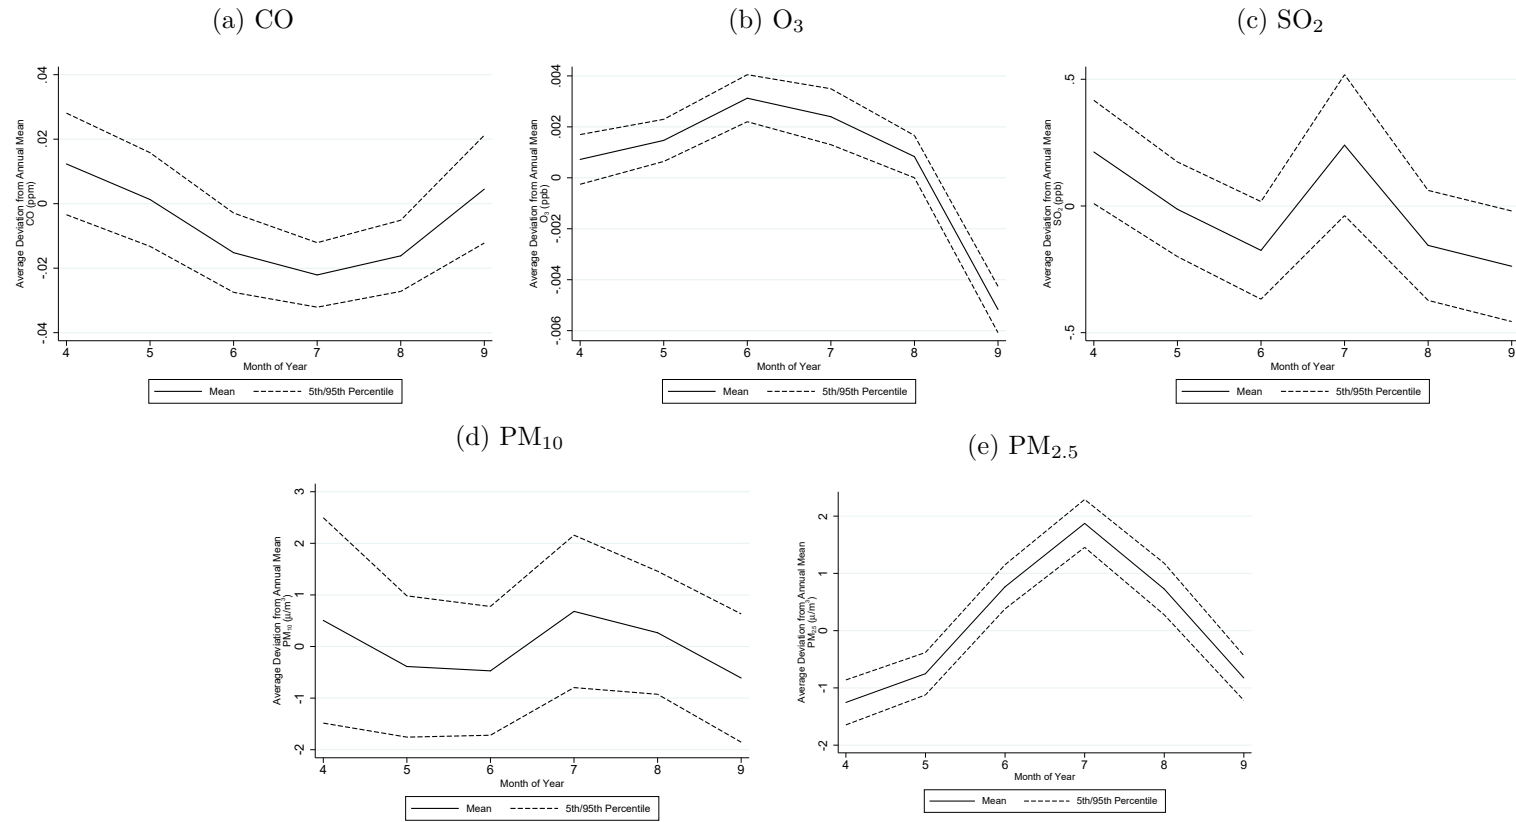 (a) CO
Average Deviation from Annual Mean
CO (ppm)
.04
.02
0
-.02
-.04
4 5 6 7 8 9
Month of Year
Mean 5th/95th Percentile
(b) O₃
Average Deviation from Annual Mean
O₃ (ppb)
.004
.002
0
-.002
-.004
-.006
4 5 6 7 8 9
Month of Year
Mean 5th/95th Percentile
(c) SO₂
Average Deviation from Annual Mean
SO₂ (ppb)
.5
0
-.5
4 5 6 7 8 9
Month of Year
Mean 5th/95th Percentile
(d) PM₁₀
Average Deviation from Annual Mean
PM₁₀ (μ/m³)
3
2
1
0
-1
-2
4 5 6 7 8 9
Month of Year
Mean 5th/95th Percentile
(e) PM₂.₅
Average Deviation from Annual Mean
PM₂.₅ (μ/m³)
2
1
0
-1
-2
4 5 6 7 8 9
Month of Year
Mean 5th/95th Percentile